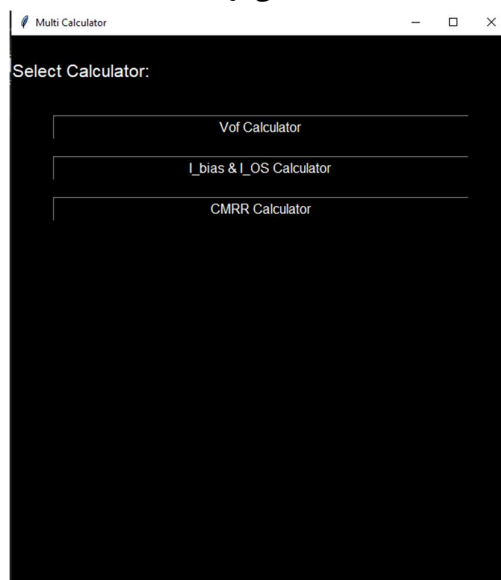 Multi Calculator
Select Calculator:
Vof Calculator
I_bias & I_OS Calculator
CMRR Calculator